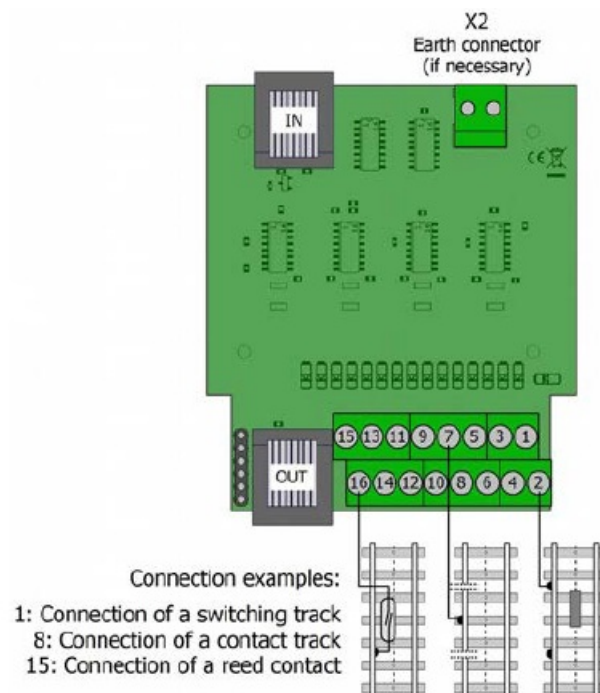 X2
Earth connector
(if necessary)
IN
CE
15 13 11 9 7 5 3 1
OUT
16 14 12 10 8 6 4 2
Connection examples:
1: Connection of a switching track
8: Connection of a contact track
15: Connection of a reed contact